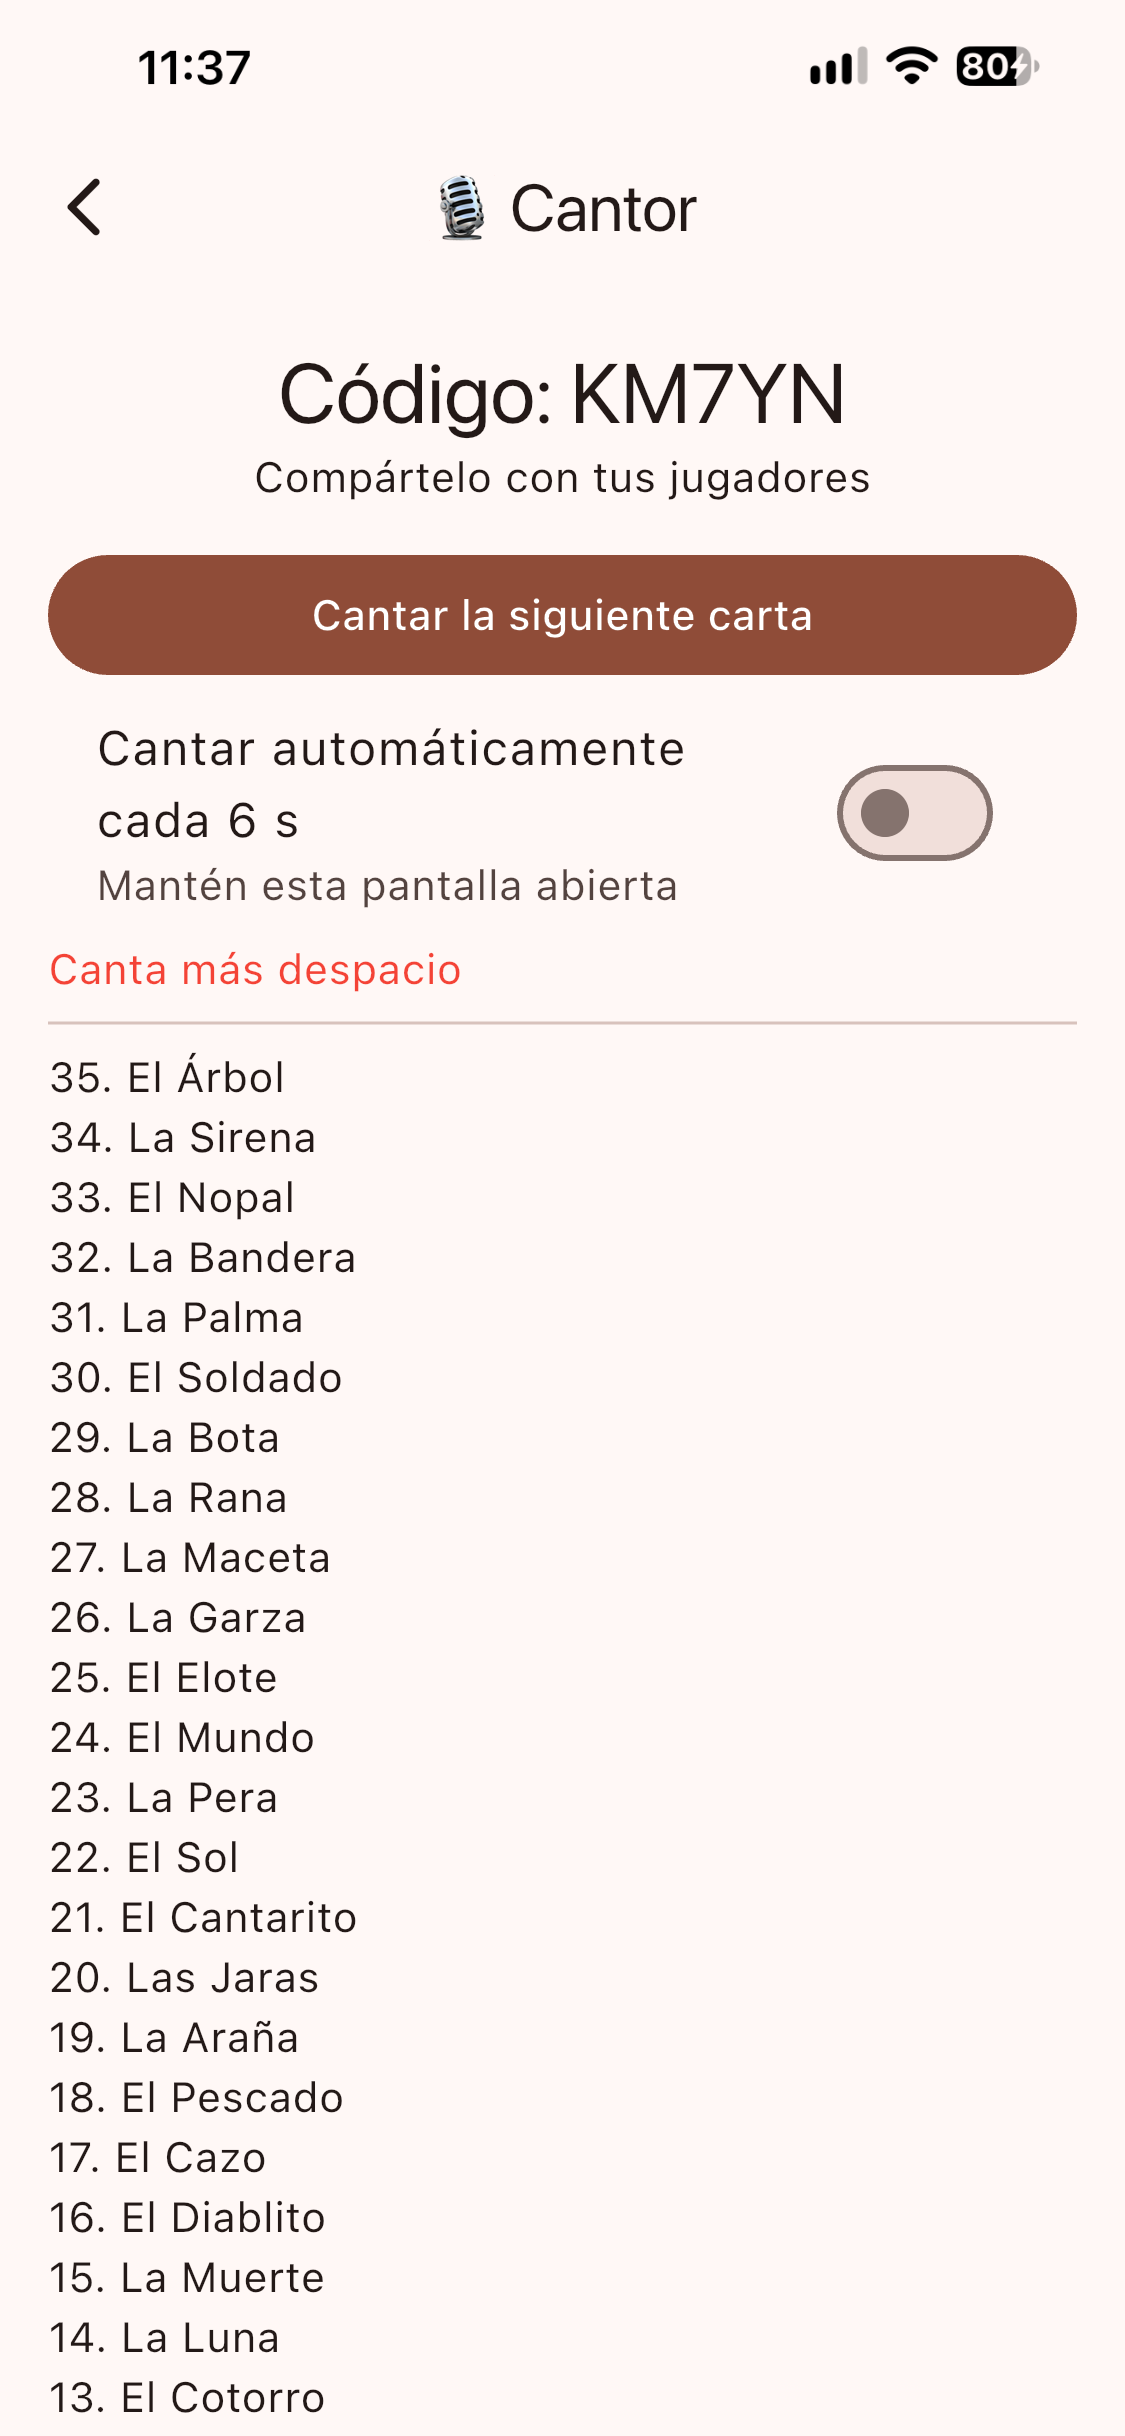 11:37
80
Cantor
Código: KM7YN
Compártelo con tus jugadores
Cantar la siguiente carta
Cantar automáticamente
cada 6 s
Mantén esta pantalla abierta
Canta más despacio
35. El Árbol
34. La Sirena
33. El Nopal
32. La Bandera
31. La Palma
30. El Soldado
29. La Bota
28. La Rana
27. La Maceta
26. La Garza
25. El Elote
24. El Mundo
23. La Pera
22. El Sol
21. El Cantarito
20. Las Jaras
19. La Araña
18. El Pescado
17. El Cazo
16. El Diablito
15. La Muerte
14. La Luna
13. El Cotorro